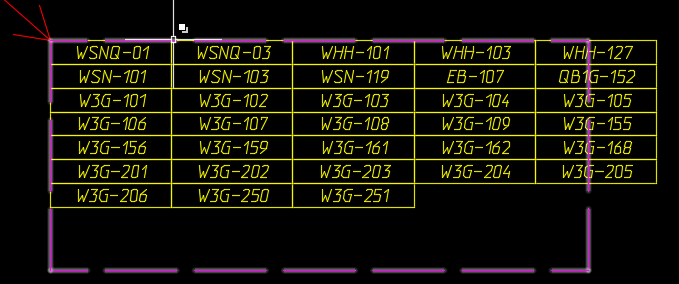 WSNQ-01 WSNQ-03 WHH-101 WHH-103 WHH-127
WSN-101 WSN-103 WSN-119 EB-107 QB1G-152
W3G-101 W3G-102 W3G-103 W3G-104 W3G-105
W3G-106 W3G-107 W3G-108 W3G-109 W3G-155
W3G-156 W3G-159 W3G-161 W3G-162 W3G-168
W3G-201 W3G-202 W3G-203 W3G-204 W3G-205
W3G-206 W3G-250 W3G-251